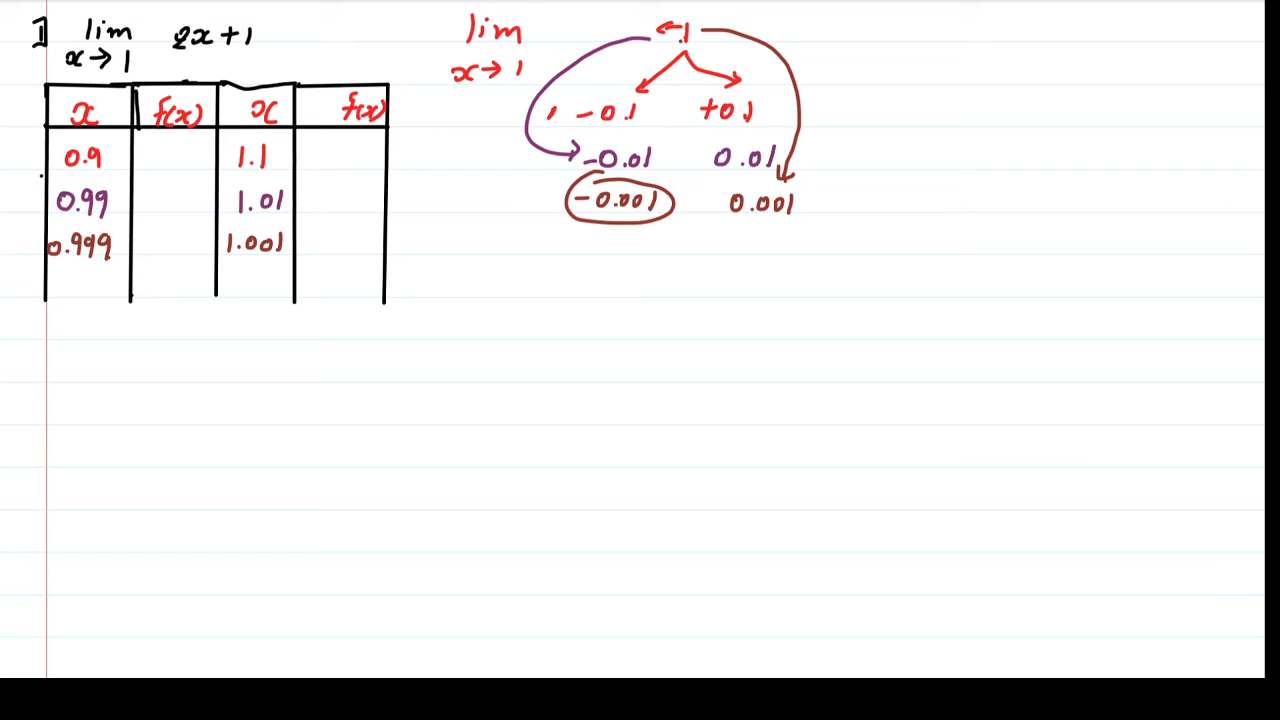 1 lim 2x+1
x→1
x f(x) x f(x)
0.9 1.1
0.99 1.01
0.999 1.001
lim ←1
x→1
, -0.1 +0.1
-0.01 0.01
-0.001 0.001